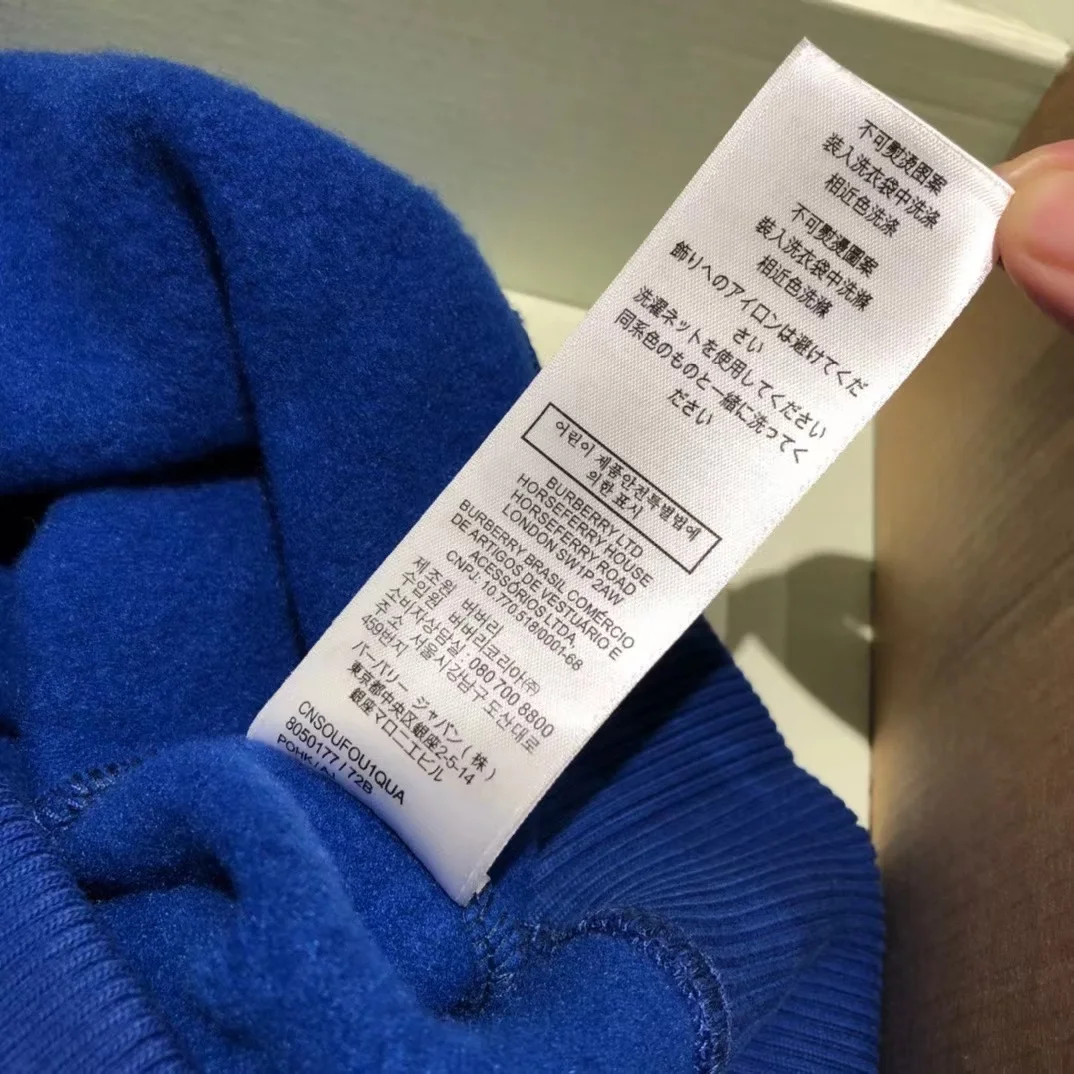 不可熨烫图案
装入洗衣袋中洗涤
相近色洗涤
不可熨燙圖案
装入洗衣袋中洗滌
相近色洗滌
飾りへのアイロンは避けてくだ
さい
洗濯ネットを使用してください
同系色のものと一緒に洗ってく
ださい
어린이 제품안전특별법에
의한 표시
BURBERRY LTD
HORSEFERRY HOUSE
HORSEFERRY ROAD
LONDON SW1P 2AW
BURBERRY BRASIL COMÉRCIO
DE ARTIGOS DE VESTUARIO E
ACESSÓRIOS LTDA,
CNPJ: 10.770.518/0001-68
제조원: 버버리
수입원: 버버리코리아㈜
소비자상담실: 080 700 8800
주소: 서울시강남구 도산대로
459번지
バーバリー ジャパン (株)
東京都中央区銀座2-5-14
銀座マロニエビル
CNSOUFOU1QUA
8050177 / 72B